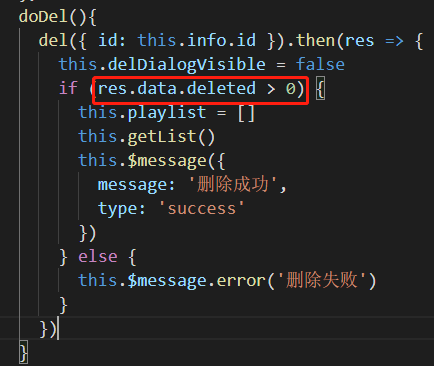 doDel(){
del({ id: this.info.id }).then(res => {
this.delDialogVisible = false
if (res.data.deleted > 0) {
this.playlist = []
this.getList()
this.$message({
message: '删除成功',
type: 'success'
})
} else {
this.$message.error('删除失败')
}
})
}